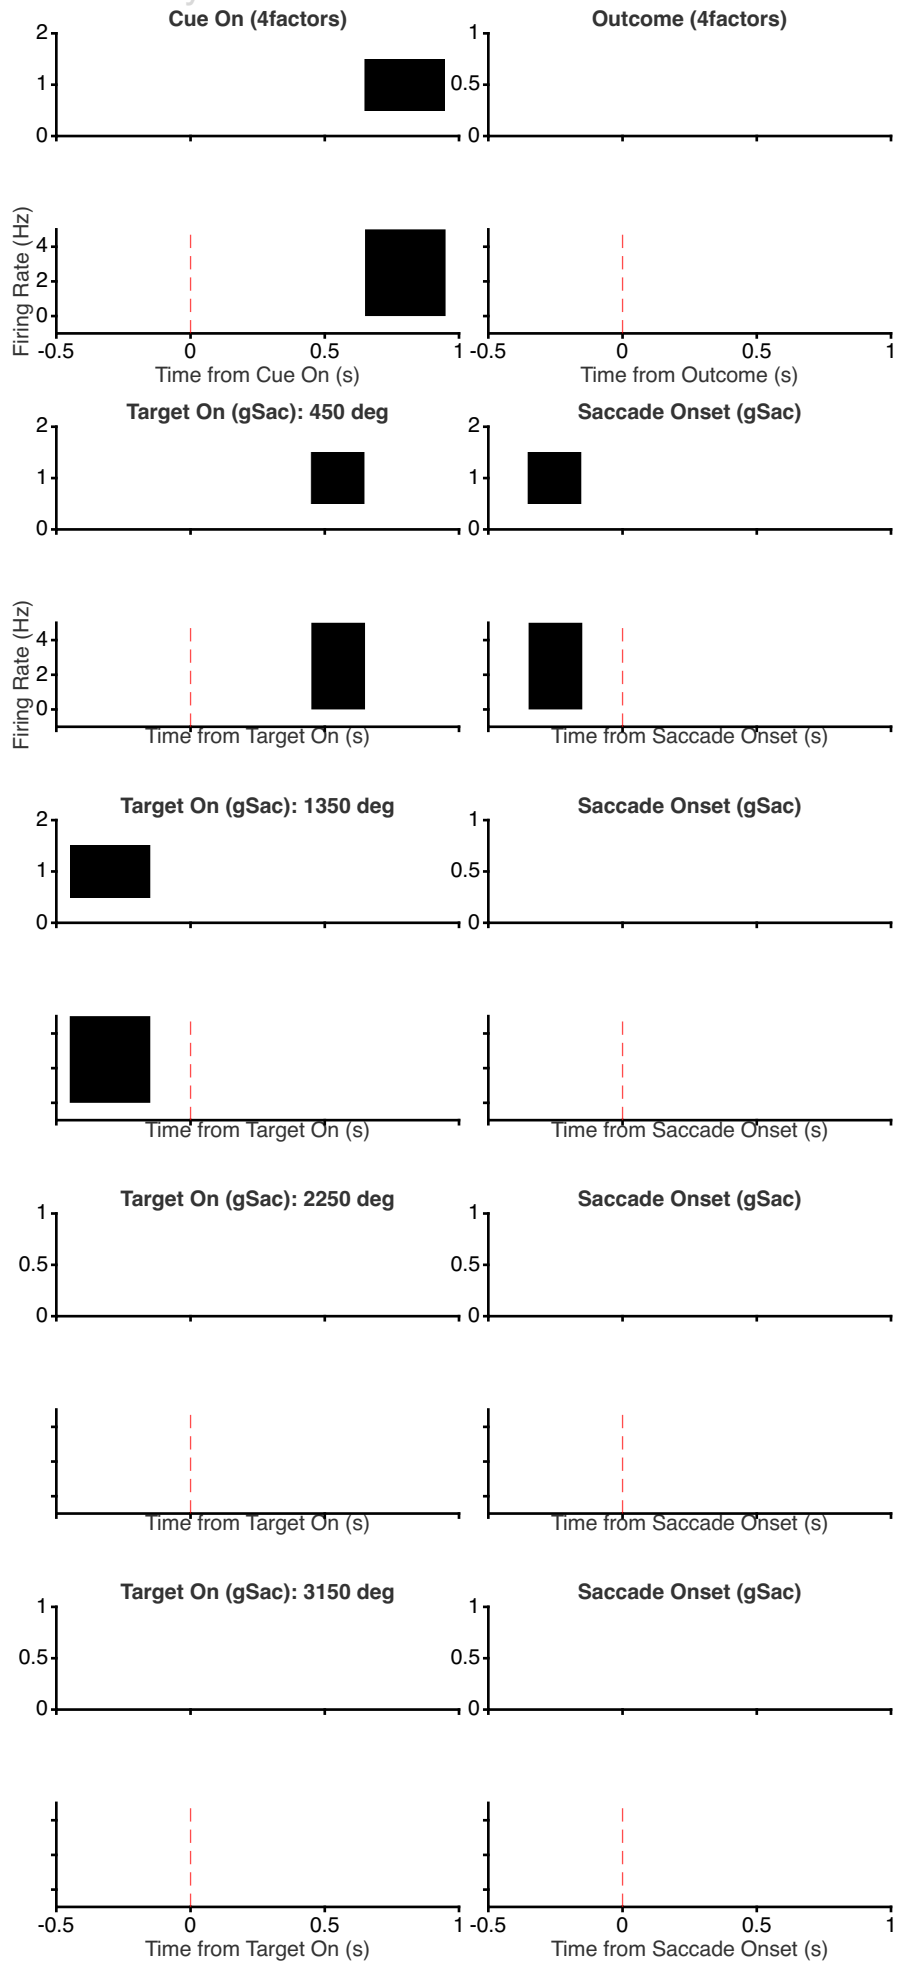 Cue On (4factors)
Outcome (4factors)
2
1
0
1
0.5
0
Firing Rate (Hz)
4
2
0
-0.5 0 0.5 1
Time from Cue On (s)
-0.5 0 0.5 1
Time from Outcome (s)
Target On (gSac): 450 deg
Saccade Onset (gSac)
2
1
0
2
1
0
Firing Rate (Hz)
4
2
0
Time from Target On (s)
Time from Saccade Onset (s)
Target On (gSac): 1350 deg
Saccade Onset (gSac)
2
1
0
1
0.5
0
Time from Target On (s)
Time from Saccade Onset (s)
Target On (gSac): 2250 deg
Saccade Onset (gSac)
1
0.5
0
1
0.5
0
Time from Target On (s)
Time from Saccade Onset (s)
Target On (gSac): 3150 deg
Saccade Onset (gSac)
1
0.5
0
1
0.5
0
-0.5 0 0.5 1
Time from Target On (s)
-0.5 0 0.5 1
Time from Saccade Onset (s)